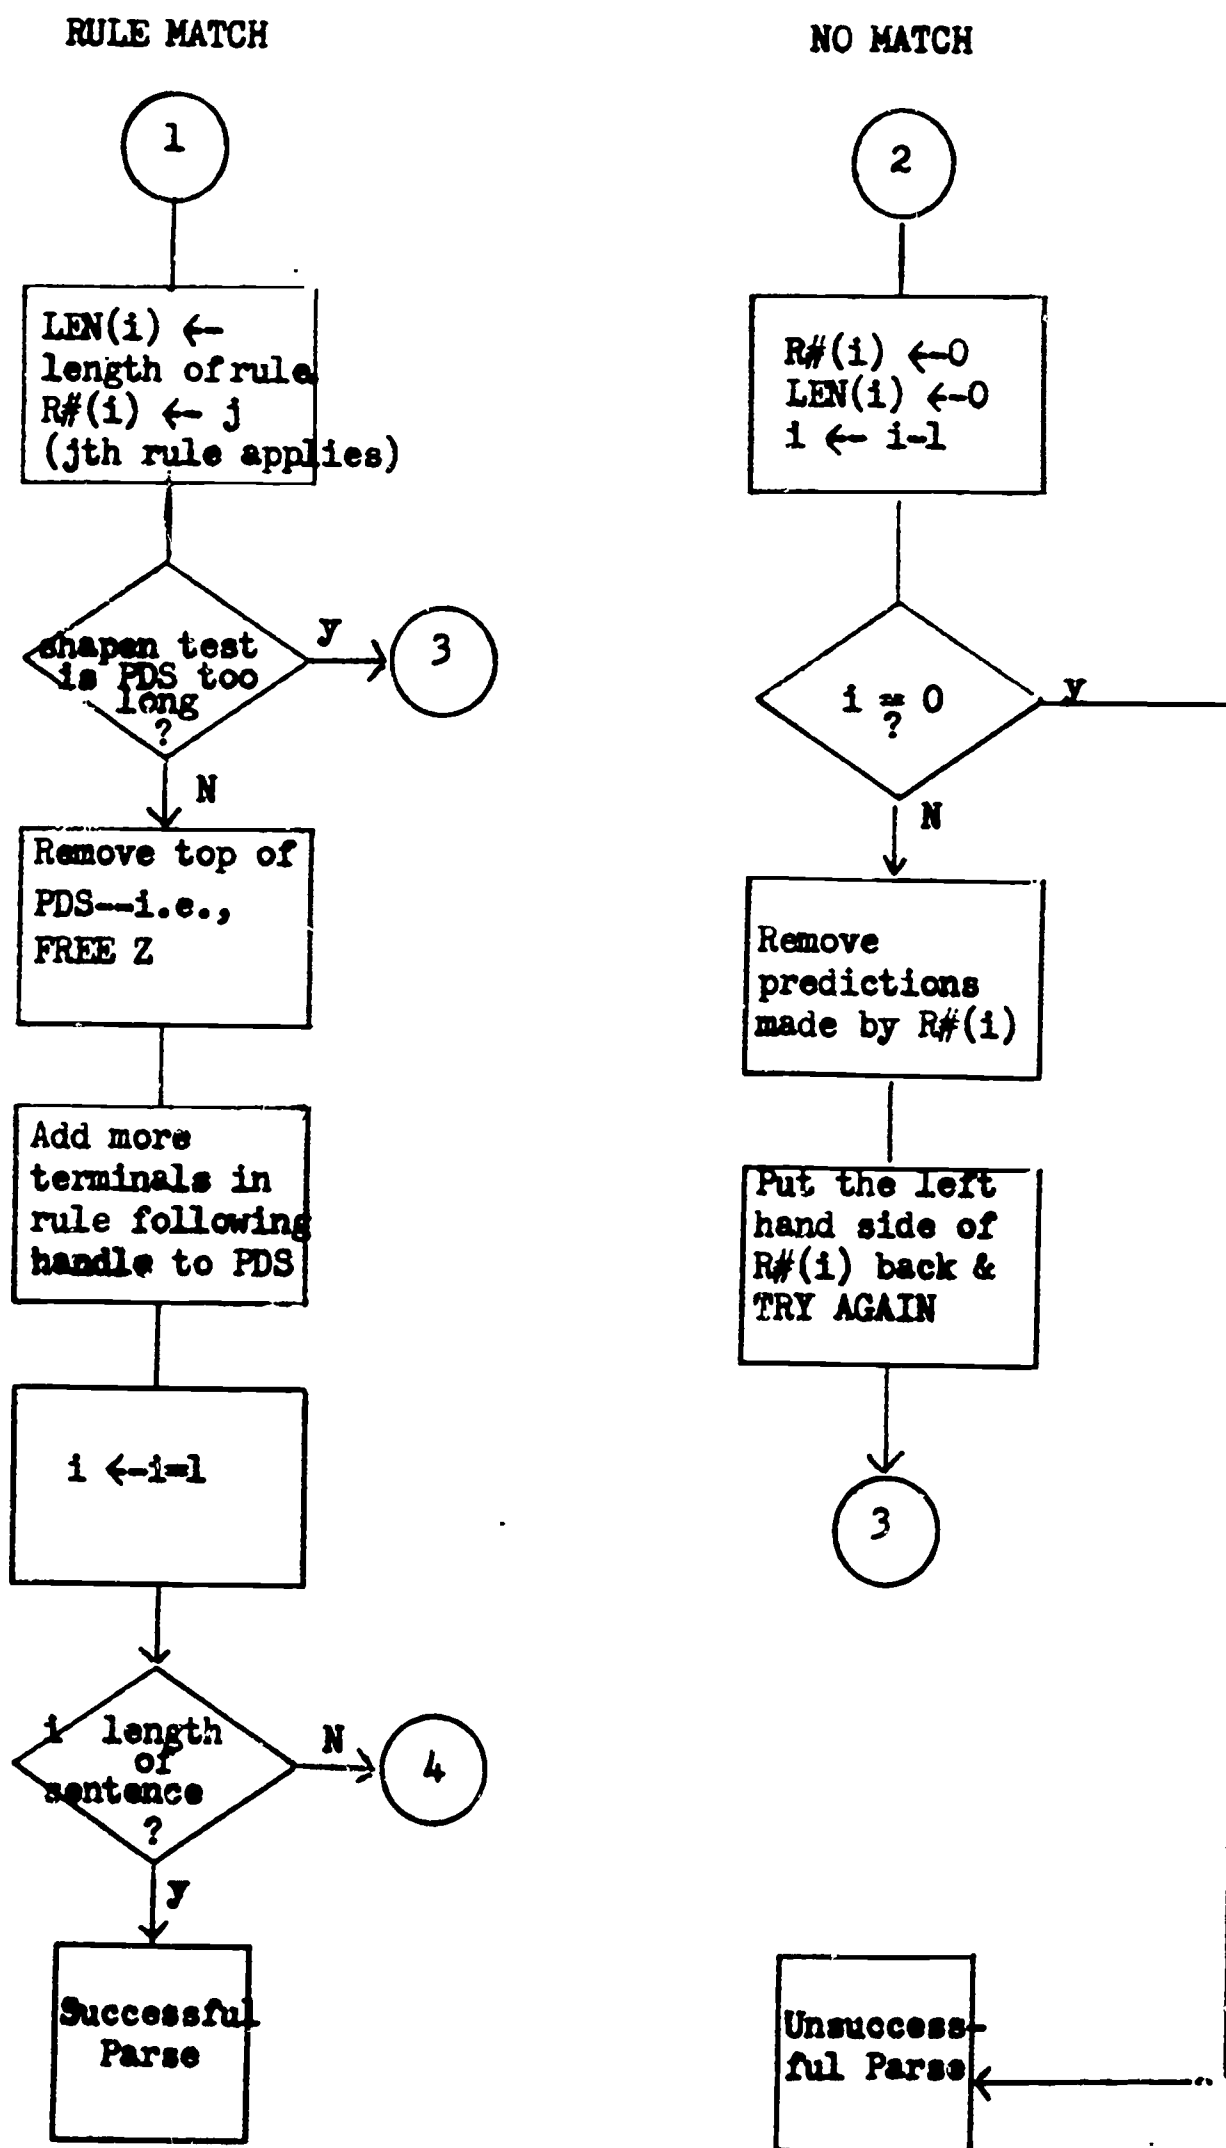 RULE MATCH
1
LEN(i) ←
length of rule
R#(i) ← j
(jth rule applies)
shapen test
is PDS too
long
?
y
3
N
Remove top of
PDS--i.e.,
FREE Z
Add more
terminals in
rule following
handle to PDS
i ←i=1
i length
of
sentence
?
N
4
y
Successful
Parse
NO MATCH
2
R#(i) ←0
LEN(i) ←0
i ← i-1
i = 0
?
y
N
Remove
predictions
made by R#(i)
Put the left
hand side of
R#(i) back &
TRY AGAIN
3
Unsuccess-
ful Parse